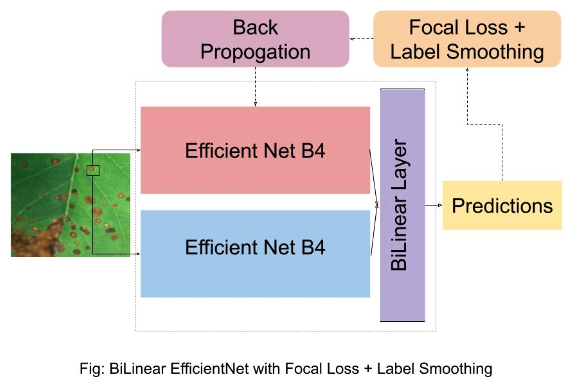 Back
Propogation
Focal Loss +
Label Smoothing
Efficient Net B4
Efficient Net B4
BiLinear Layer
Predictions
Fig: BiLinear EfficientNet with Focal Loss + Label Smoothing